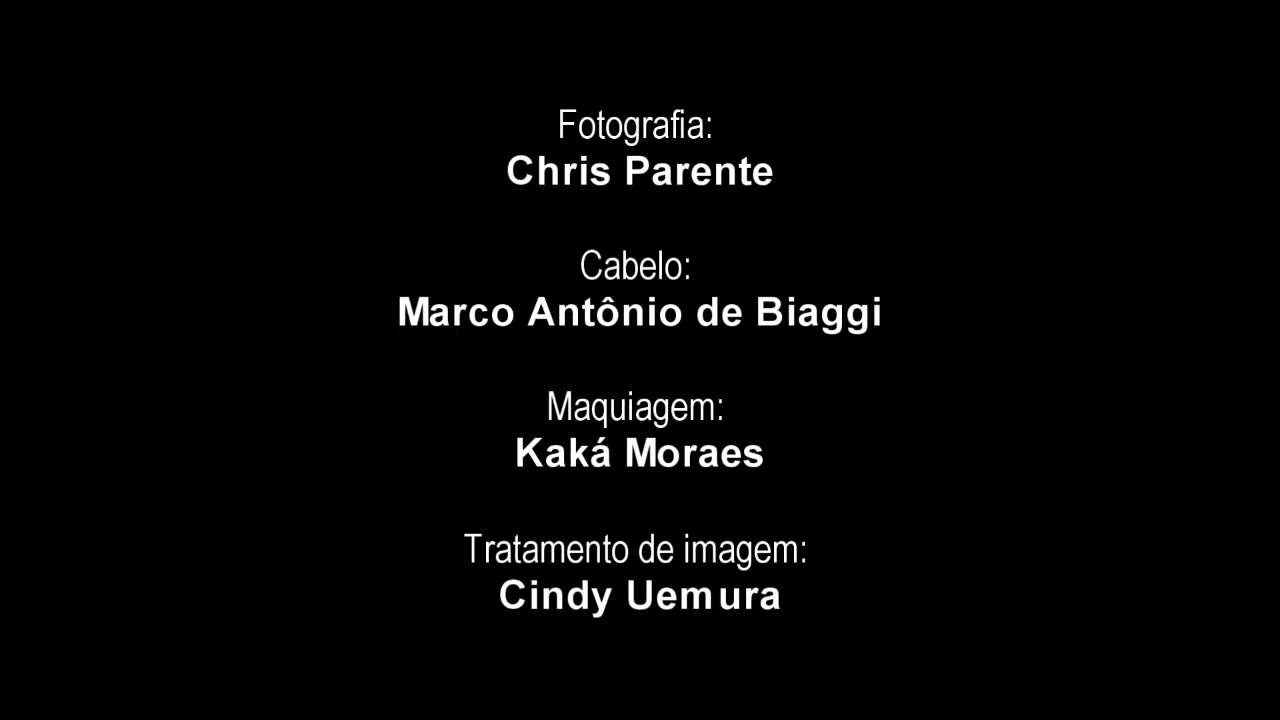 Fotografia:
Chris Parente
Cabelo:
Marco Antônio de Biaggi
Maquiagem:
Kaká Moraes
Tratamento de imagem:
Cindy Uemura